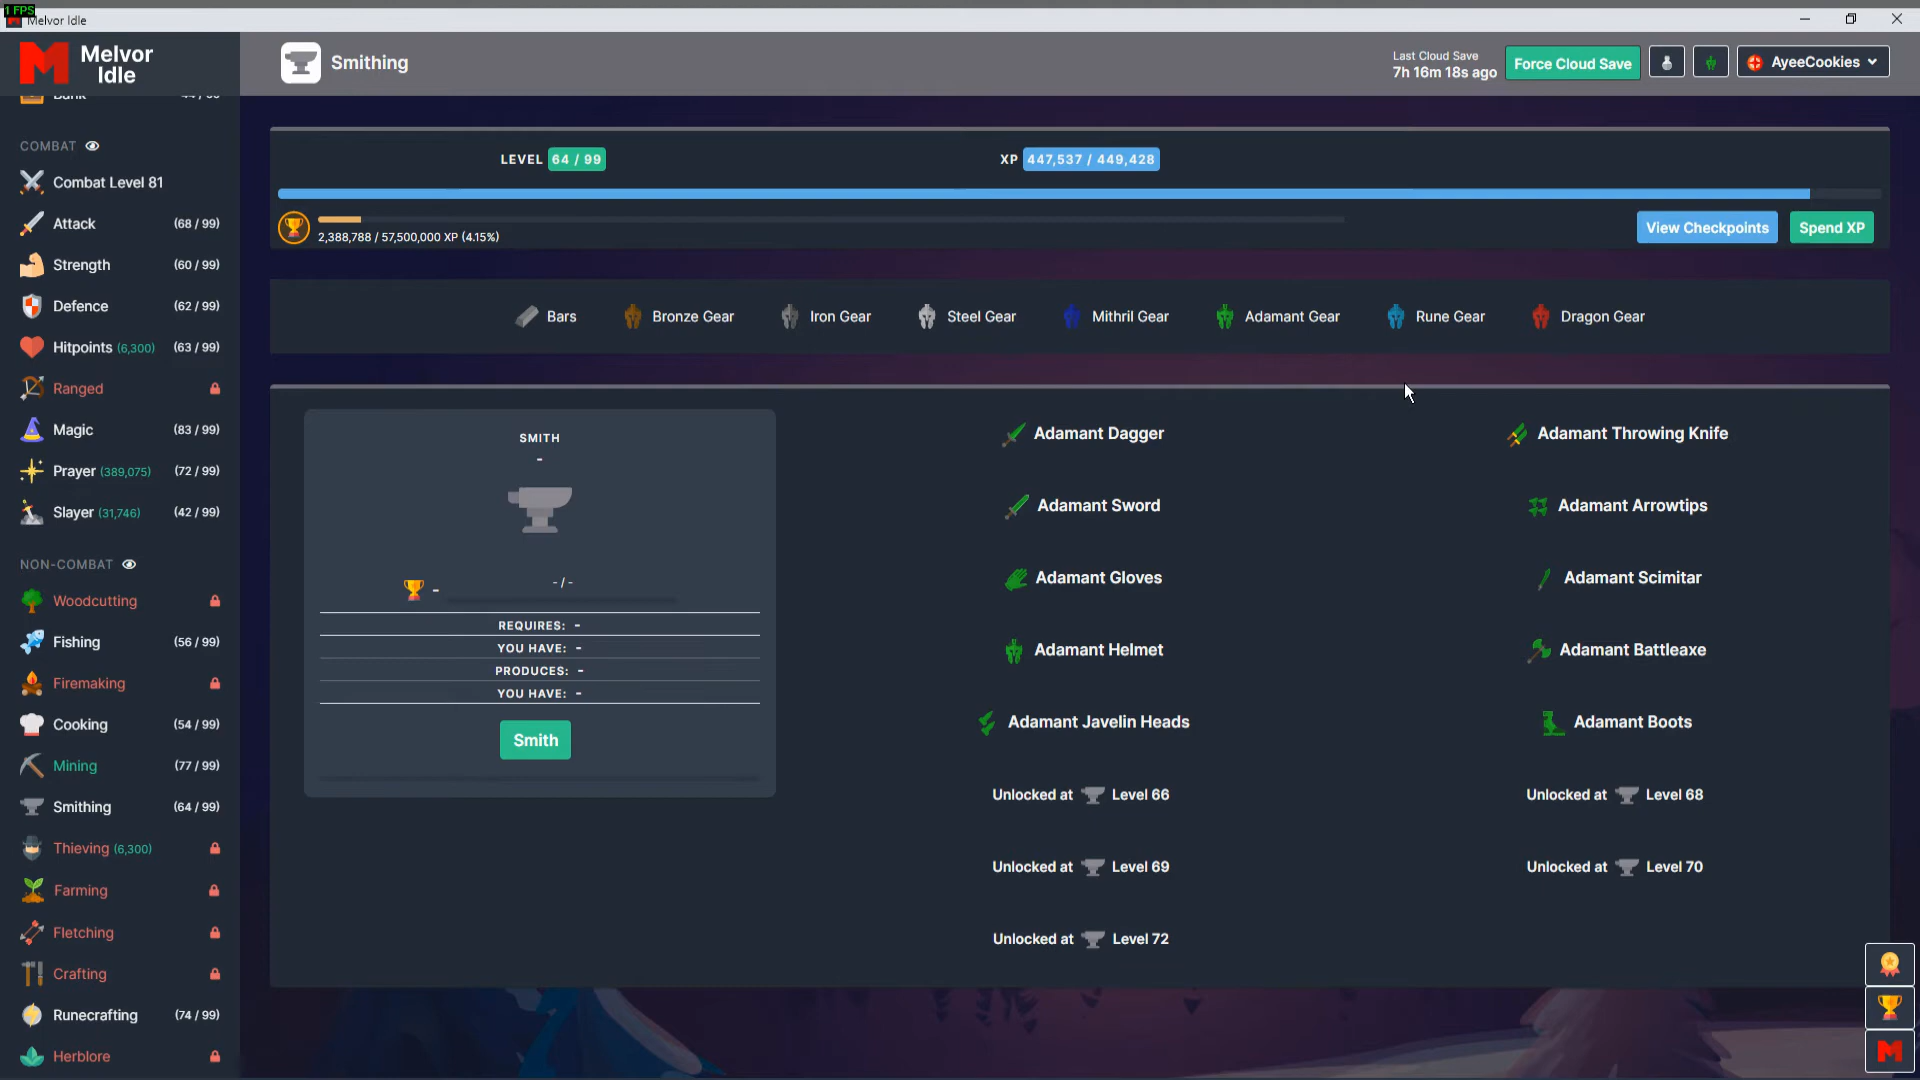 1 FPS
Melvor Idle
Melvor
Idle
Smithing
Last Cloud Save
7h 16m 18s ago
Force Cloud Save
AyeeCookies
COMBAT
Combat Level 81
Attack (68 / 99)
Strength (60 / 99)
Defence (62 / 99)
Hitpoints (6,300) (63 / 99)
Ranged
Magic (83 / 99)
Prayer (389,075) (72 / 99)
Slayer (31,746) (42 / 99)
NON-COMBAT
Woodcutting
Fishing (56 / 99)
Firemaking
Cooking (54 / 99)
Mining (77 / 99)
Smithing (64 / 99)
Thieving (6,300)
Farming
Fletching
Crafting
Runecrafting (74 / 99)
Herblore
LEVEL 64 / 99
XP 447,537 / 449,428
2,388,788 / 57,500,000 XP (4.15%)
View Checkpoints
Spend XP
Bars
Bronze Gear
Iron Gear
Steel Gear
Mithril Gear
Adamant Gear
Rune Gear
Dragon Gear
SMITH
-
-
- / -
REQUIRES: -
YOU HAVE: -
PRODUCES: -
YOU HAVE: -
Smith
Adamant Dagger
Adamant Throwing Knife
Adamant Sword
Adamant Arrowtips
Adamant Gloves
Adamant Scimitar
Adamant Helmet
Adamant Battleaxe
Adamant Javelin Heads
Adamant Boots
Unlocked at Level 66
Unlocked at Level 68
Unlocked at Level 69
Unlocked at Level 70
Unlocked at Level 72